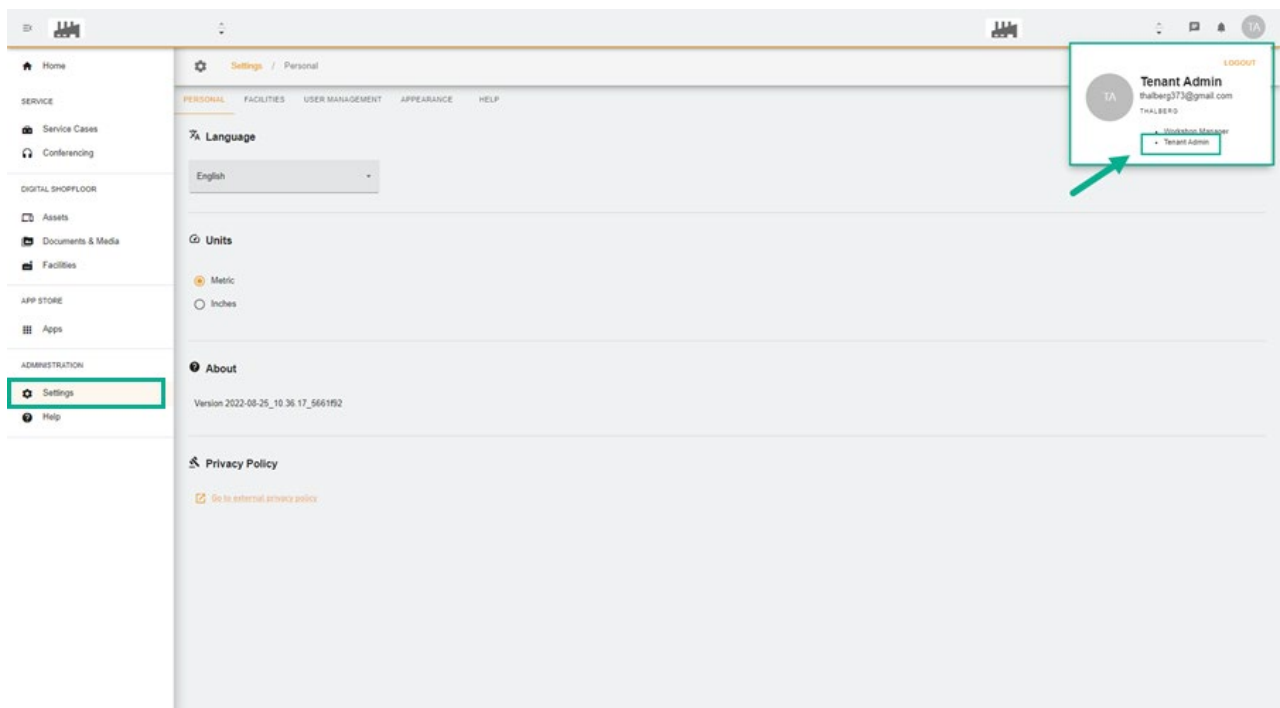 TA
Home
Settings / Personal
LOGOUT
TA
Tenant Admin
thalberg373@gmail.com
THALBERG
• Workshop Manager
• Tenant Admin
SERVICE
Service Cases
Conferencing
DIGITAL SHOPFLOOR
Assets
Documents & Media
Facilities
APP STORE
Apps
ADMINISTRATION
Settings
Help
PERSONAL FACILITIES USER MANAGEMENT APPEARANCE HELP
Language
English
Units
Metric
Inches
About
Version 2022-08-25_10.36.17_5661f92
Privacy Policy
Go to external privacy policy